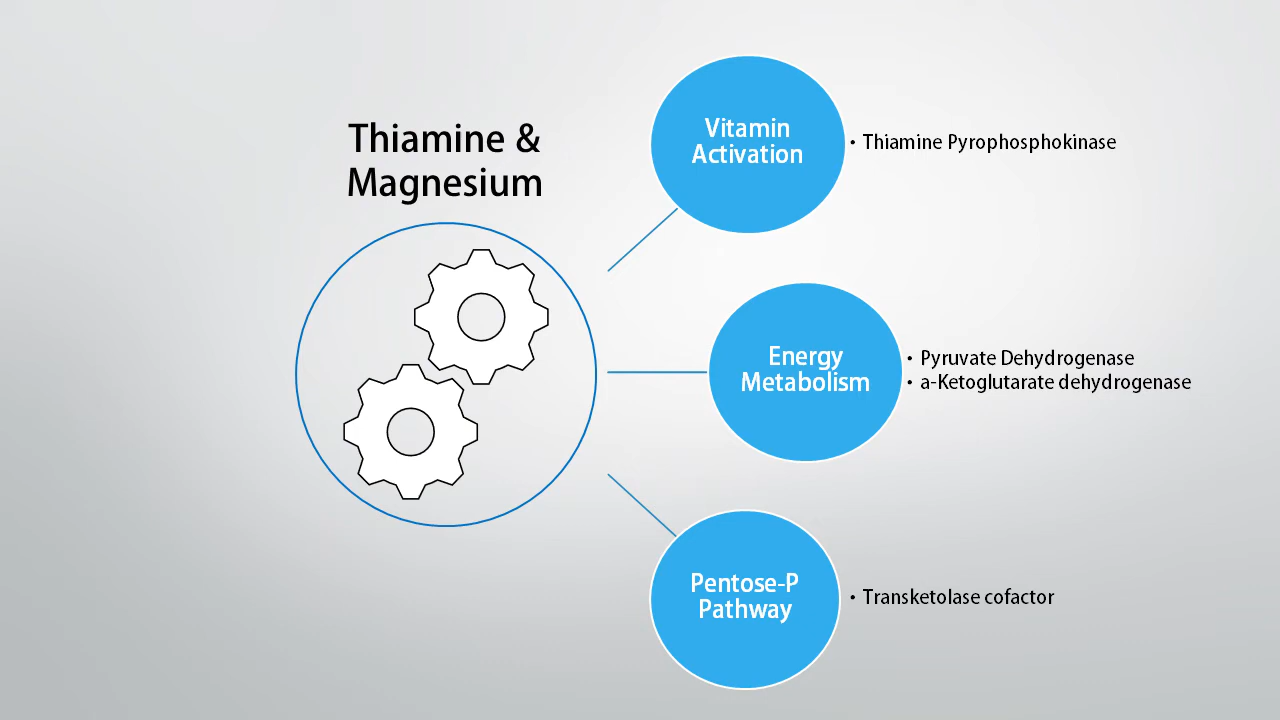 Thiamine &
Magnesium
Vitamin
Activation
• Thiamine Pyrophosphokinase
Energy
Metabolism
• Pyruvate Dehydrogenase
• a-Ketoglutarate dehydrogenase
Pentose-P
Pathway
• Transketolase cofactor